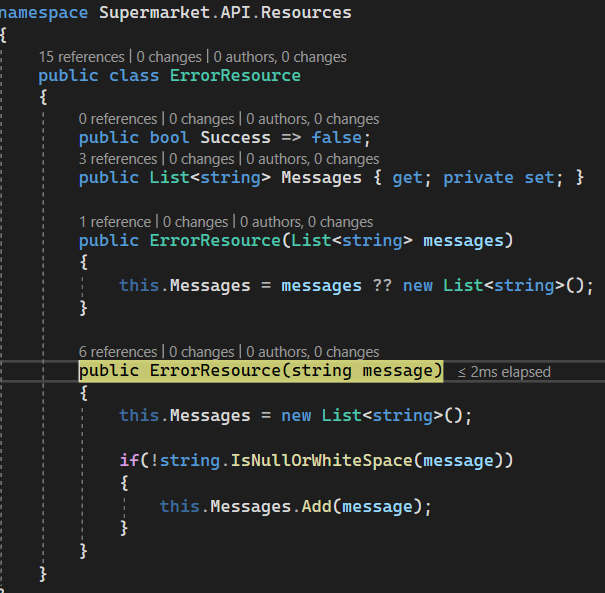 namespace Supermarket.API.Resources
{
15 references | 0 changes | 0 authors, 0 changes
public class ErrorResource
{
0 references | 0 changes | 0 authors, 0 changes
public bool Success => false;
3 references | 0 changes | 0 authors, 0 changes
public List<string> Messages { get; private set; }
1 reference | 0 changes | 0 authors, 0 changes
public ErrorResource(List<string> messages)
{
this.Messages = messages ?? new List<string>();
}
6 references | 0 changes | 0 authors, 0 changes
public ErrorResource(string message) ≤ 2ms elapsed
{
this.Messages = new List<string>();
if(!string.IsNullOrWhiteSpace(message))
{
this.Messages.Add(message);
}
}
}
}